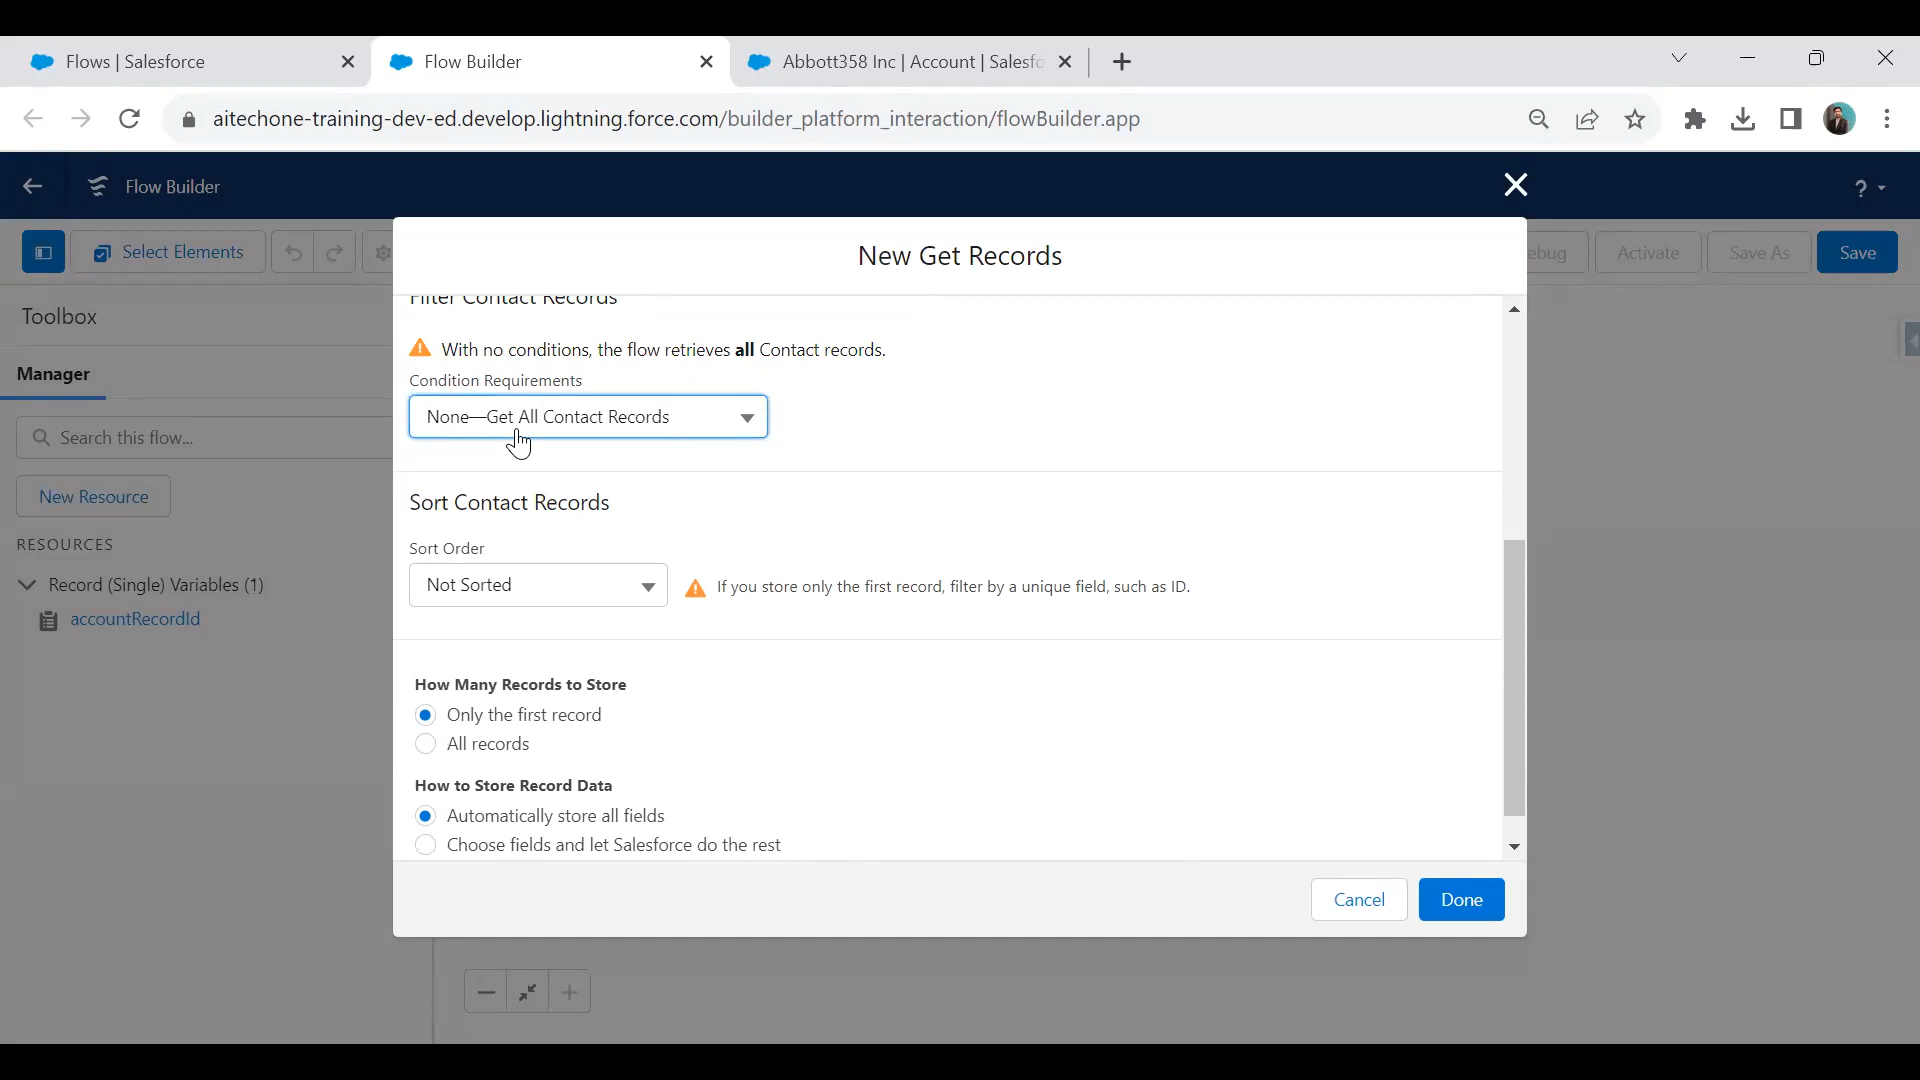 Flows | Salesforce
Flow Builder
Abbott358 Inc | Account | Salesfo
aitechone-training-dev-ed.develop.lightning.force.com/builder_platform_interaction/flowBuilder.app
Flow Builder
?
Select Elements
ebug
Activate
Save As
Save
New Get Records
Toolbox
Manager
Search this flow...
New Resource
RESOURCES
Record (Single) Variables (1)
accountRecordId
Filter Contact Records
With no conditions, the flow retrieves all Contact records.
Condition Requirements
None—Get All Contact Records
Sort Contact Records
Sort Order
Not Sorted
If you store only the first record, filter by a unique field, such as ID.
How Many Records to Store
Only the first record
All records
How to Store Record Data
Automatically store all fields
Choose fields and let Salesforce do the rest
Cancel
Done